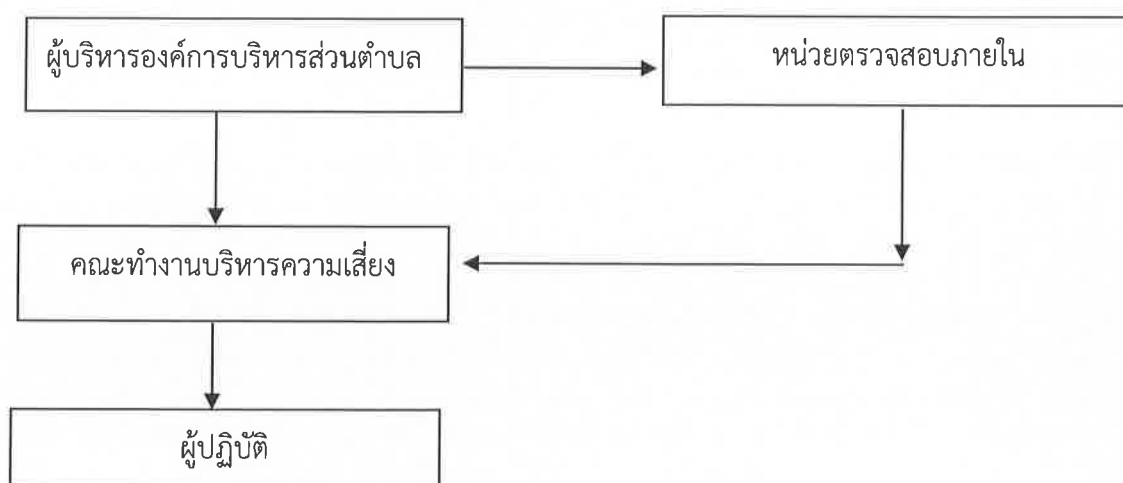 ผู้บริหารองค์การบริหารส่วนตำบล
หน่วยตรวจสอบภายใน
คณะทำงานบริหารความเสี่ยง
ผู้ปฏิบัติ